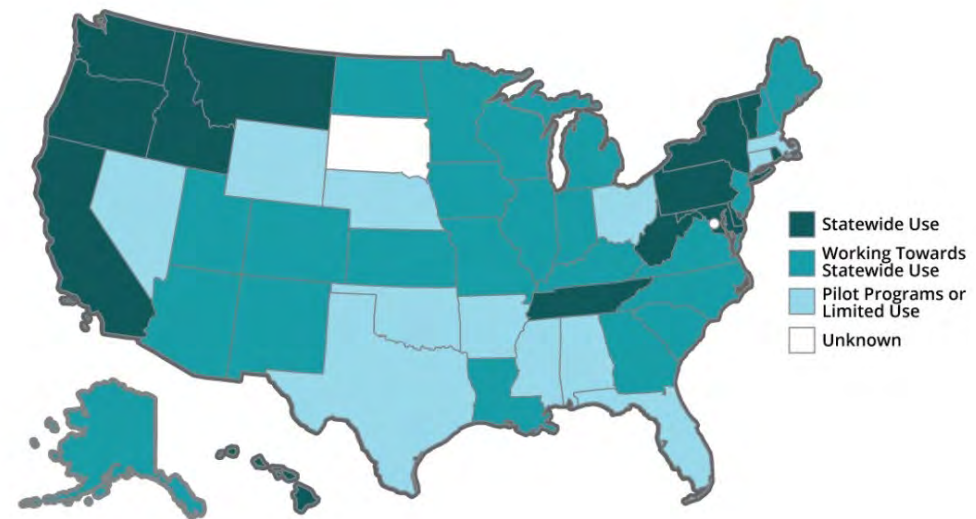 Statewide Use
Working Towards
Statewide Use
Pilot Programs or
Limited Use
Unknown